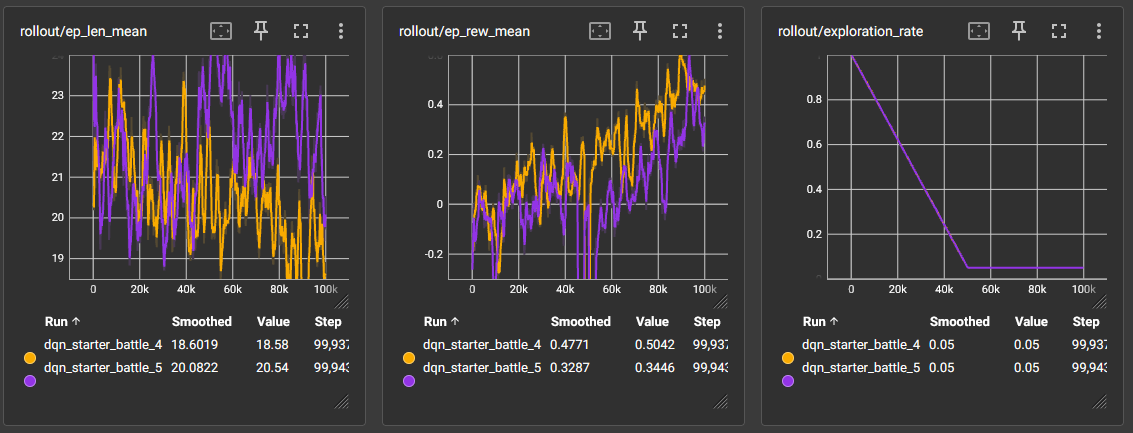 rollout/ep_len_mean
24
23
22
21
20
19
0 20k 40k 60k 80k 100k
Run ↑ Smoothed Value Step
dqn_starter_battle_4 18.6019 18.58 99,937
dqn_starter_battle_5 20.0822 20.54 99,943
rollout/ep_rew_mean
0.6
0.4
0.2
0
-0.2
0 20k 40k 60k 80k 100k
Run ↑ Smoothed Value Step
dqn_starter_battle_4 0.4771 0.5042 99,937
dqn_starter_battle_5 0.3287 0.3446 99,943
rollout/exploration_rate
0.8
0.6
0.4
0.2
0 20k 40k 60k 80k 100k
Run ↑ Smoothed Value Step
dqn_starter_battle_4 0.05 0.05 99,937
dqn_starter_battle_5 0.05 0.05 99,943